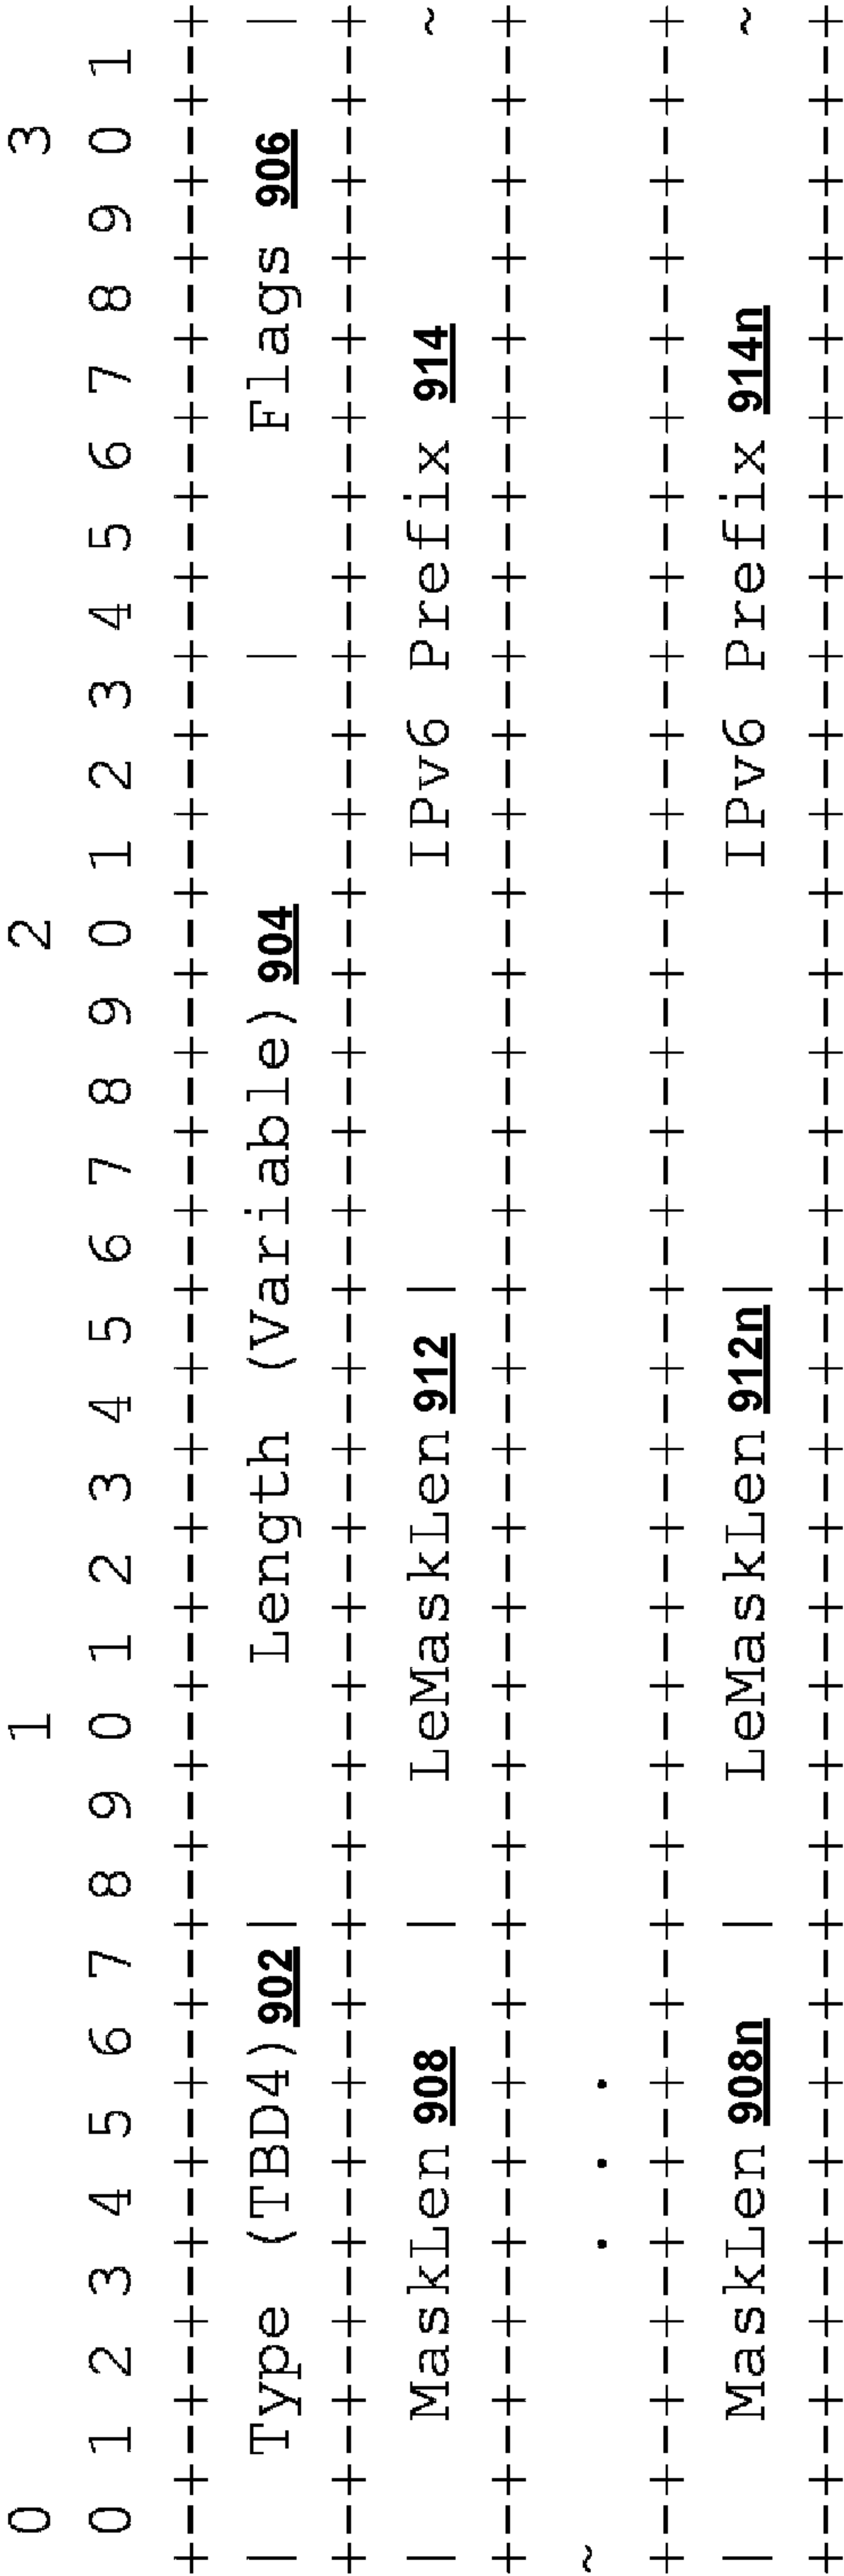 0 1 2 3
0 1 2 3 4 5 6 7 8 9 0 1 2 3 4 5 6 7 8 9 0 1 2 3 4 5 6 7 8 9 0 1
+-+-+-+-+-+-+-+-+-+-+-+-+-+-+-+-+-+-+-+-+-+-+-+-+-+-+-+-+-+-+-+-+
| Type (TBD4) 902 | Length (Variable) 904 | Flags 906 |
+-+-+-+-+-+-+-+-+-+-+-+-+-+-+-+-+-+-+-+-+-+-+-+-+-+-+-+-+-+-+-+-+
| MaskLen 908 | LeMaskLen 912 | IPv6 Prefix 914 ~
+-+-+-+-+-+-+-+-+-+-+-+-+-+-+-+-+-+-+-+-+-+-+-+-+-+-+-+-+-+-+-+-+
~ . . .
+-+-+-+-+-+-+-+-+-+-+-+-+-+-+-+-+-+-+-+-+-+-+-+-+-+-+-+-+-+-+-+-+
| MaskLen 908n | LeMaskLen 912n | IPv6 Prefix 914n ~
+-+-+-+-+-+-+-+-+-+-+-+-+-+-+-+-+-+-+-+-+-+-+-+-+-+-+-+-+-+-+-+-+